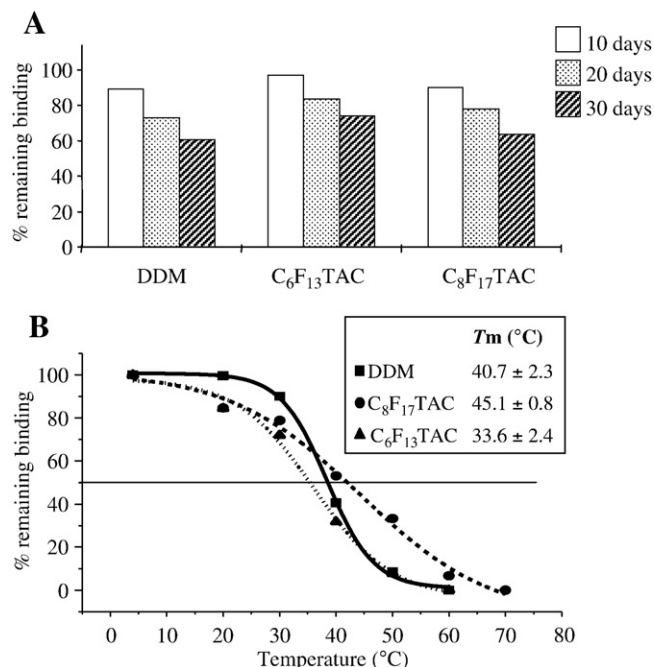 A
10 days
20 days
30 days
% remaining binding
100
80
60
40
20
0
DDM
C₆F₁₃TAC
C₈F₁₇TAC
B
Tm (°C)
DDM 40.7 ± 2.3
C₈F₁₇TAC 45.1 ± 0.8
C₆F₁₃TAC 33.6 ± 2.4
% remaining binding
100
80
60
40
20
0
0 10 20 30 40 50 60 70 80
Temperature (°C)